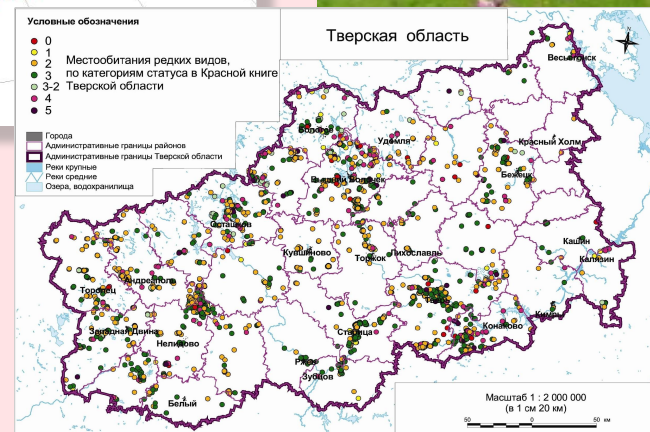 Тверская область
Условные обозначения
0
1
2
3
3-2
4
5
Местообитания редких видов,
по категориям статуса в Красной книге
Тверской области
Города
Административные границы районов
Административные границы Тверской области
Реки крупные
Реки средние
Озера, водохранилища
Весьегонск
Удомля
Красный Холм
Вышний Волочек
Бежецк
Осташков
Кашин
Кувшиново
Торжок
Лихославль
Калязин
Андреаполь
Торопец
Западная Двина
Нелидово
Старица
Конаково
Кимры
Ржев
Зубцов
Белый
Масштаб 1 : 2 000 000
(в 1 см 20 км)
50 0 50 км